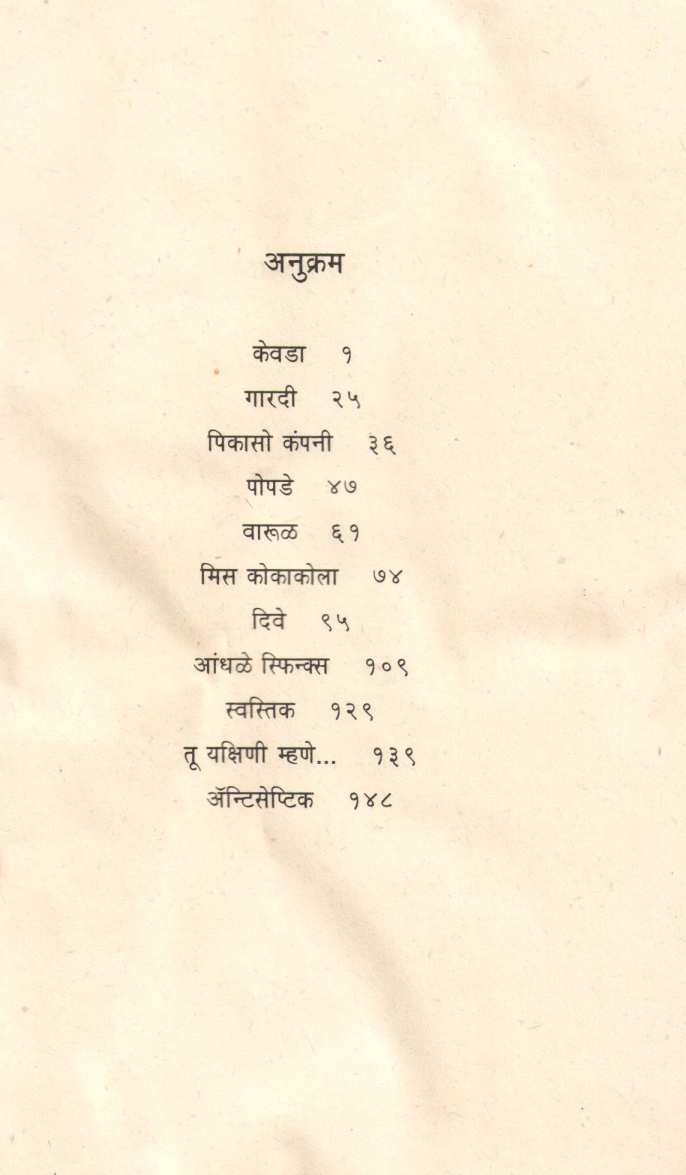 अनुक्रम
केवडा १
गारदी २५
पिकासो कंपनी ३६
पोपडे ४७
वारूळ ६१
मिस कोकाकोला ७४
दिवे ९५
आंधळे स्फिन्क्स १०९
स्वस्तिक १२९
तू यक्षिणी म्हणे... १३९
ॲन्टिसेप्टिक १४८